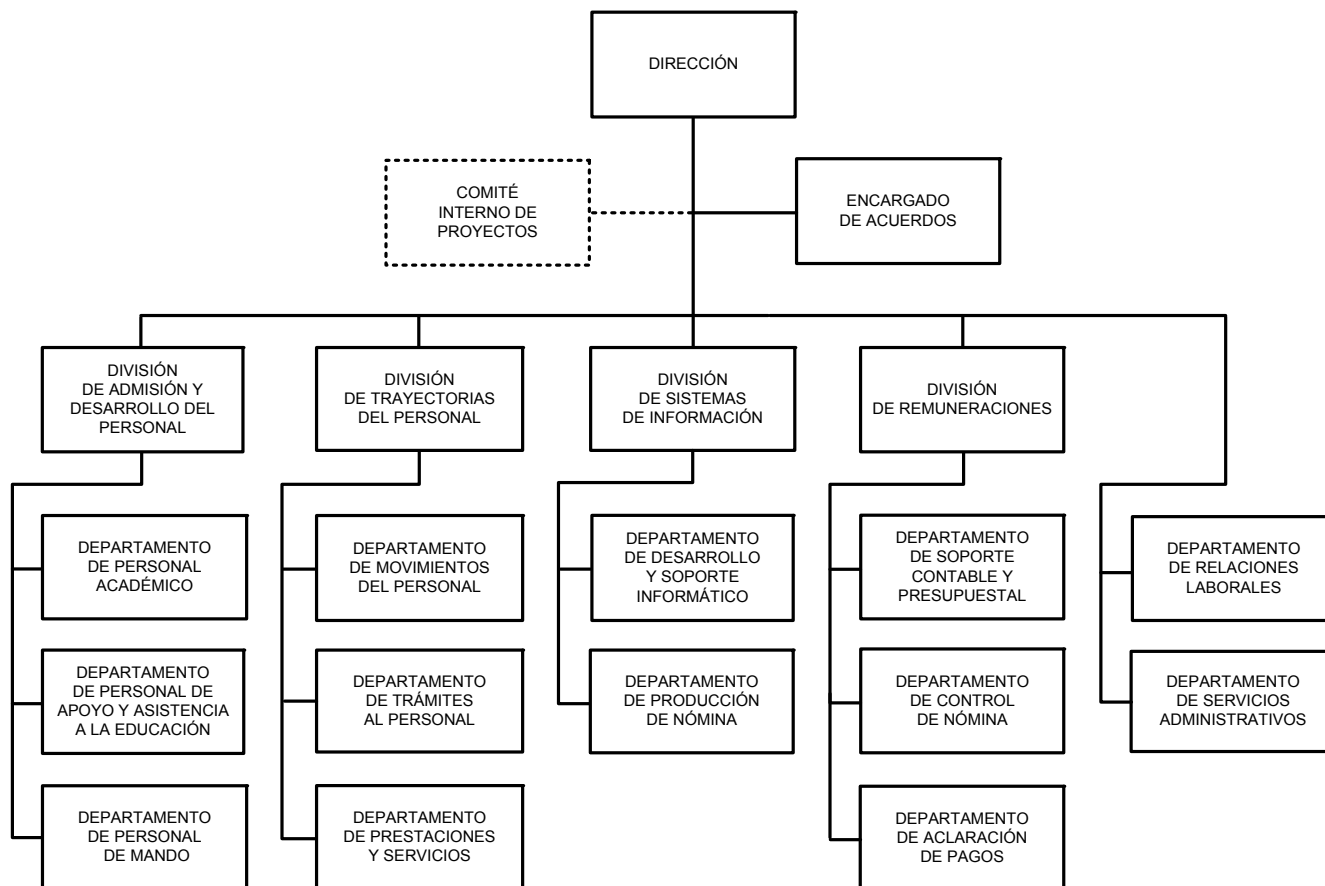 DIRECCIÓN
COMITÉ
INTERNO DE
PROYECTOS
ENCARGADO
DE ACUERDOS
DIVISIÓN
DE ADMISIÓN Y
DESARROLLO DEL
PERSONAL
DIVISIÓN
DE TRAYECTORIAS
DEL PERSONAL
DIVISIÓN
DE SISTEMAS
DE INFORMACIÓN
DIVISIÓN
DE REMUNERACIONES
DEPARTAMENTO
DE PERSONAL
ACADÉMICO
DEPARTAMENTO
DE MOVIMIENTOS
DEL PERSONAL
DEPARTAMENTO
DE DESARROLLO
Y SOPORTE
INFORMÁTICO
DEPARTAMENTO
DE SOPORTE
CONTABLE Y
PRESUPUESTAL
DEPARTAMENTO
DE RELACIONES
LABORALES
DEPARTAMENTO
DE PERSONAL DE
APOYO Y ASISTENCIA
A LA EDUCACIÓN
DEPARTAMENTO
DE TRÁMITES
AL PERSONAL
DEPARTAMENTO
DE PRODUCCIÓN
DE NÓMINA
DEPARTAMENTO
DE CONTROL
DE NÓMINA
DEPARTAMENTO
DE SERVICIOS
ADMINISTRATIVOS
DEPARTAMENTO
DE PERSONAL
DE MANDO
DEPARTAMENTO
DE PRESTACIONES
Y SERVICIOS
DEPARTAMENTO
DE ACLARACIÓN
DE PAGOS